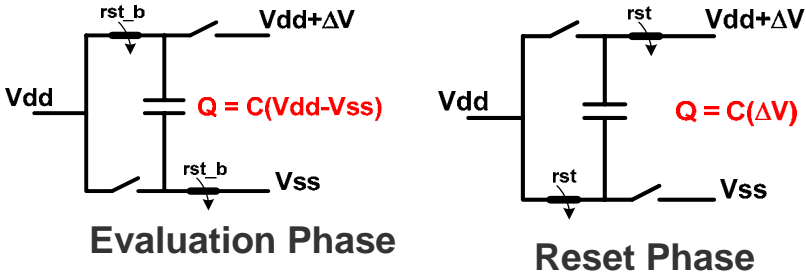 rst_b
Vdd+ΔV
Vdd
Q = C(Vdd-Vss)
rst_b
Vss
Evaluation Phase
rst
Vdd+ΔV
Vdd
Q = C(ΔV)
rst
Vss
Reset Phase